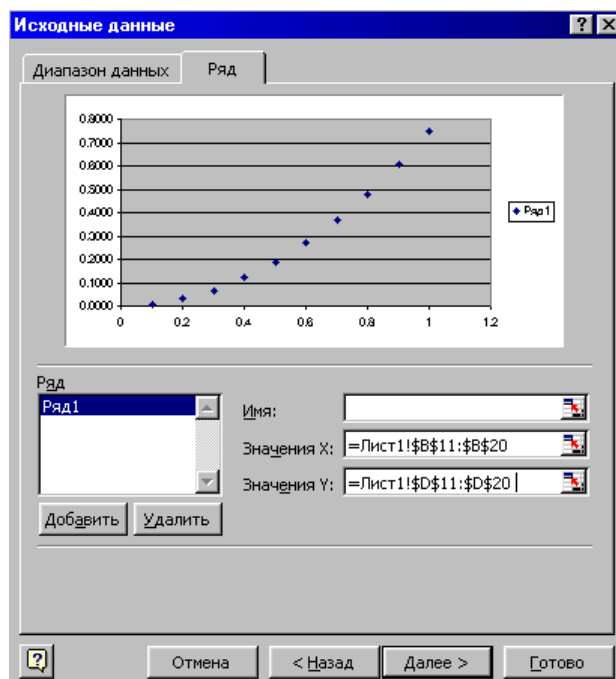 Исходные данные
Диапазон данных Ряд
0.8000
0.7000
0.6000
0.5000
0.4000
0.3000
0.2000
0.1000
0.0000
0 0.2 0.4 0.6 0.8 1 1.2
Ряд1
Ряд
Ряд1
Имя:
Значения X: =Лист1!$B$11:$B$20
Значения Y: =Лист1!$D$11:$D$20
Добавить Удалить
Отмена < Назад Далее > Готово